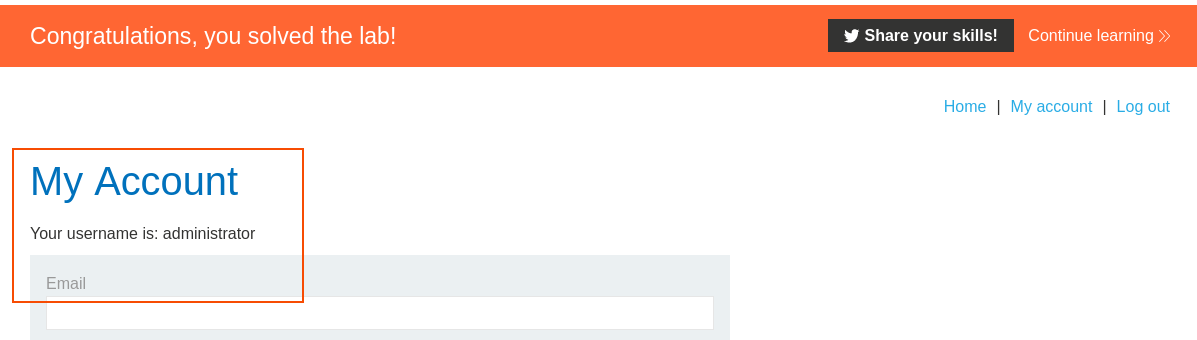 Congratulations, you solved the lab!
Share your skills!
Continue learning
Home | My account | Log out
My Account
Your username is: administrator
Email